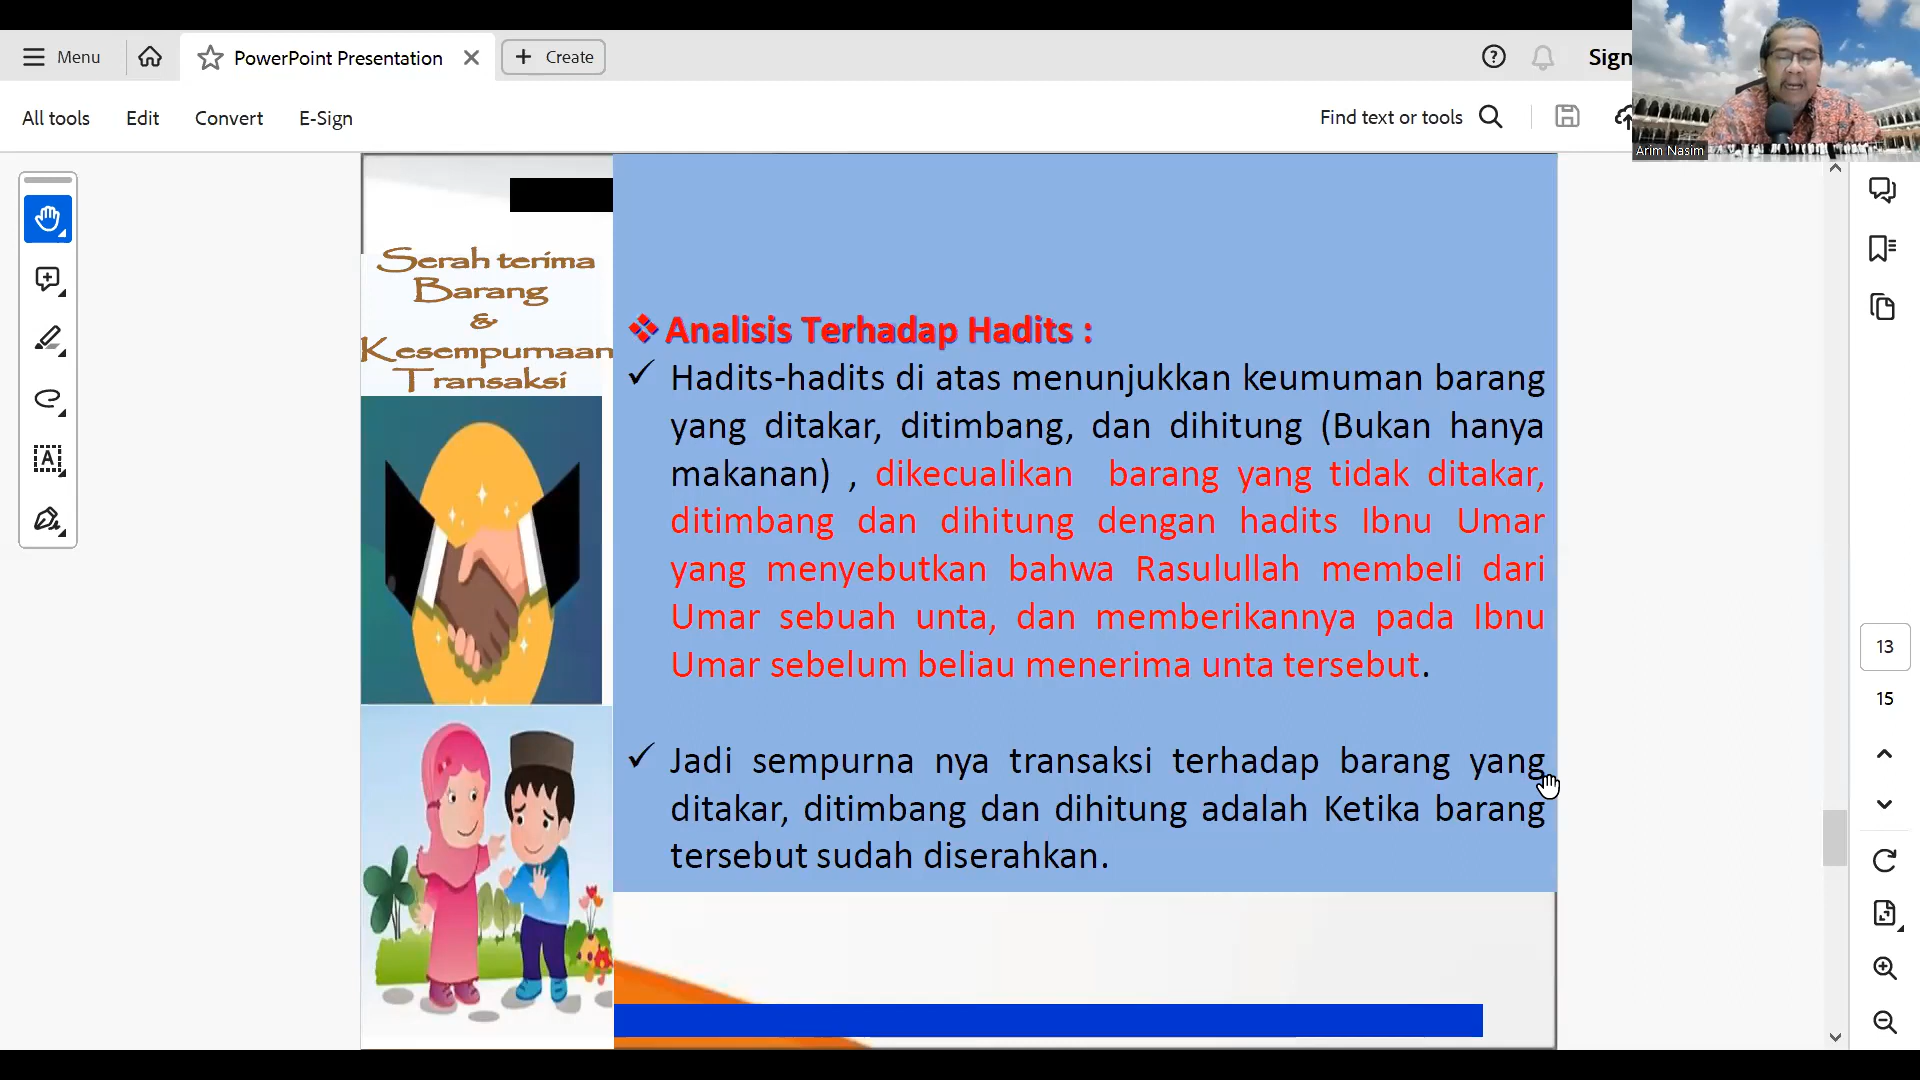 Menu
PowerPoint Presentation
Create
Sign
All tools
Edit
Convert
E-Sign
Find text or tools
Arim Nasim
Serah terima
Barang
&
Kesempurnaan
Transaksi
Analisis Terhadap Hadits :
Hadits-hadits di atas menunjukkan keumuman barang
yang ditakar, ditimbang, dan dihitung (Bukan hanya
makanan) , dikecualikan barang yang tidak ditakar,
ditimbang dan dihitung dengan hadits Ibnu Umar
yang menyebutkan bahwa Rasulullah membeli dari
Umar sebuah unta, dan memberikannya pada Ibnu
Umar sebelum beliau menerima unta tersebut.
Jadi sempurna nya transaksi terhadap barang yang
ditakar, ditimbang dan dihitung adalah Ketika barang
tersebut sudah diserahkan.
13
15